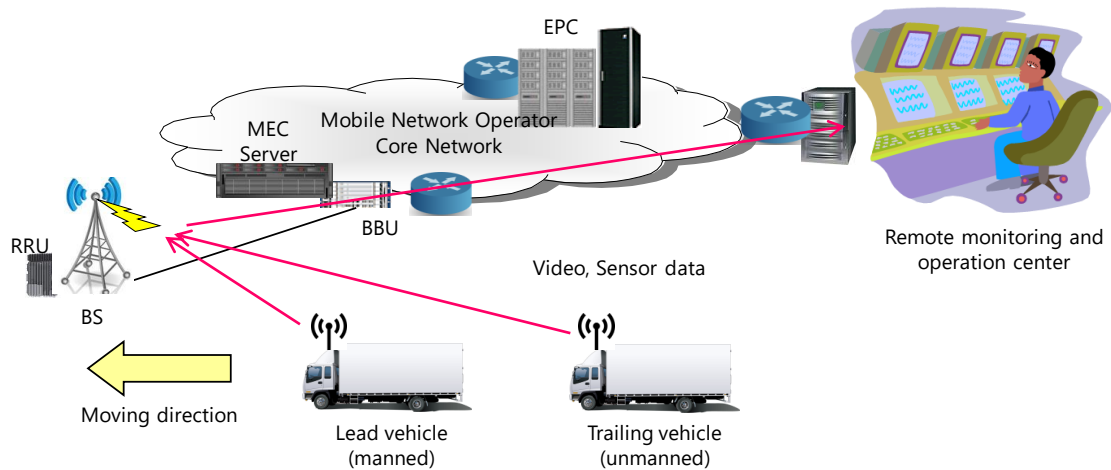 EPC
Mobile Network Operator
Core Network
MEC
Server
BBU
RRU
BS
Video, Sensor data
Remote monitoring and
operation center
Moving direction
Lead vehicle
(manned)
Trailing vehicle
(unmanned)